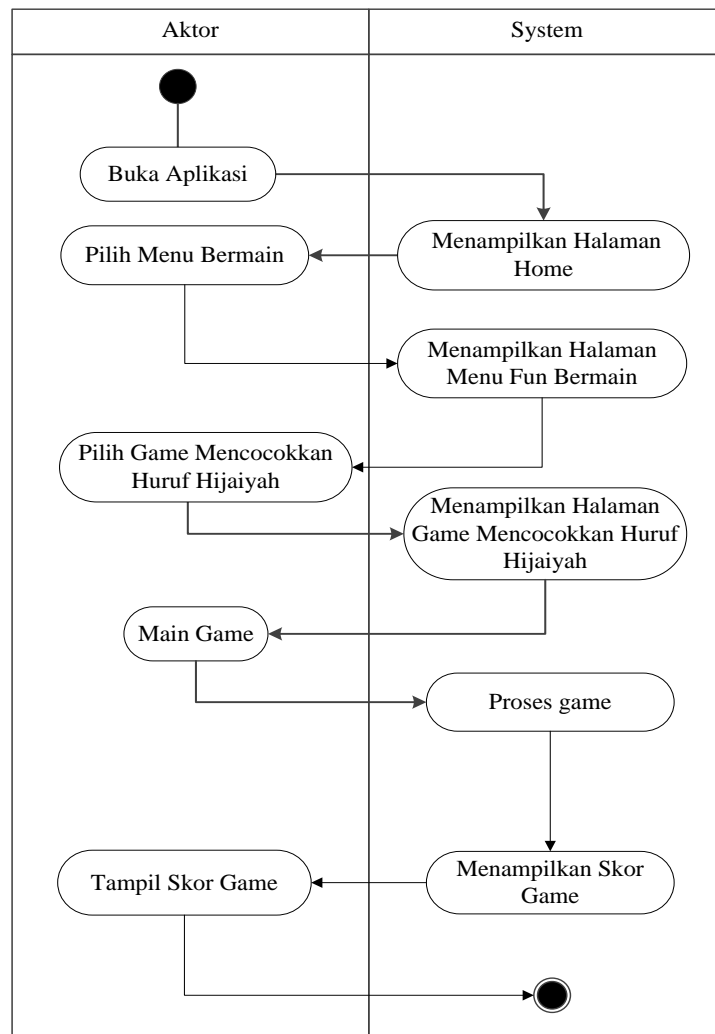 Aktor
System
Buka Aplikasi
Menampilkan Halaman
Home
Pilih Menu Bermain
Menampilkan Halaman
Menu Fun Bermain
Pilih Game Mencocokkan
Huruf Hijaiyah
Menampilkan Halaman
Game Mencocokkan Huruf
Hijaiyah
Main Game
Proses game
Menampilkan Skor
Game
Tampil Skor Game